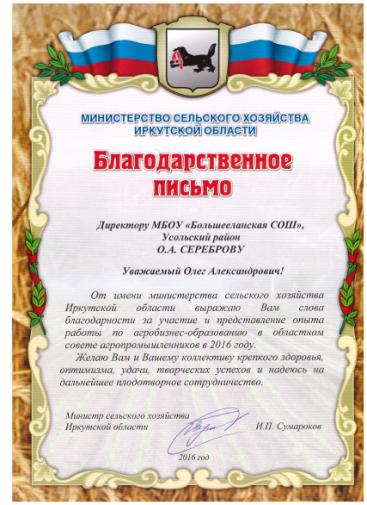 МИНИСТЕРСТВО СЕЛЬСКОГО ХОЗЯЙСТВА
ИРКУТСКОЙ ОБЛАСТИ
Благодарственное
письмо
Директору МБОУ «Большееланская СОШ»,
Усольский район
О.А. СЕРЕБРОВУ
Уважаемый Олег Александрович!
От имени министерства сельского хозяйства
Иркутской области выражаю Вам слова
благодарности за участие и представление опыта
работы по агробизнес-образованию в областном
совете агропромышленников в 2016 году.
Желаю Вам и Вашему коллективу крепкого здоровья,
оптимизма, удачи, творческих успехов и надеюсь на
дальнейшее плодотворное сотрудничество.
Министр сельского хозяйства
Иркутской области И.П. Сумароков
2016 год